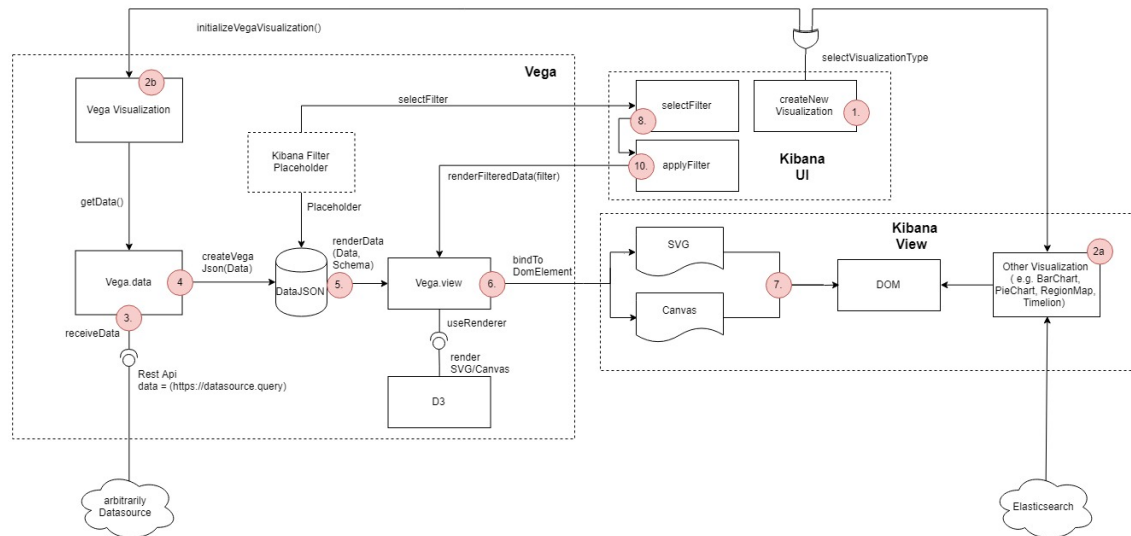 initializeVegaVisualization()
selectVisualizationType
Vega
2b
Vega Visualization
selectFilter
selectFilter
8.
createNew
Visualization
1.
Kibana Filter
Placeholder
10.
applyFilter
Kibana
UI
renderFilteredData(filter)
getData()
Placeholder
Kibana
View
Vega.data
4
3.
createVega
Json(Data)
DataJSON
renderData
(Data,
Schema)
5.
Vega.view
6.
bindTo
DomElement
SVG
Canvas
7.
DOM
2a
Other Visualization
( e.g. BarChart,
PieChart, RegionMap,
Timelion)
receiveData
useRenderer
Rest Api
data = (https://datasource.query)
render
SVG/Canvas
D3
arbitrarily
Datasource
Elasticsearch